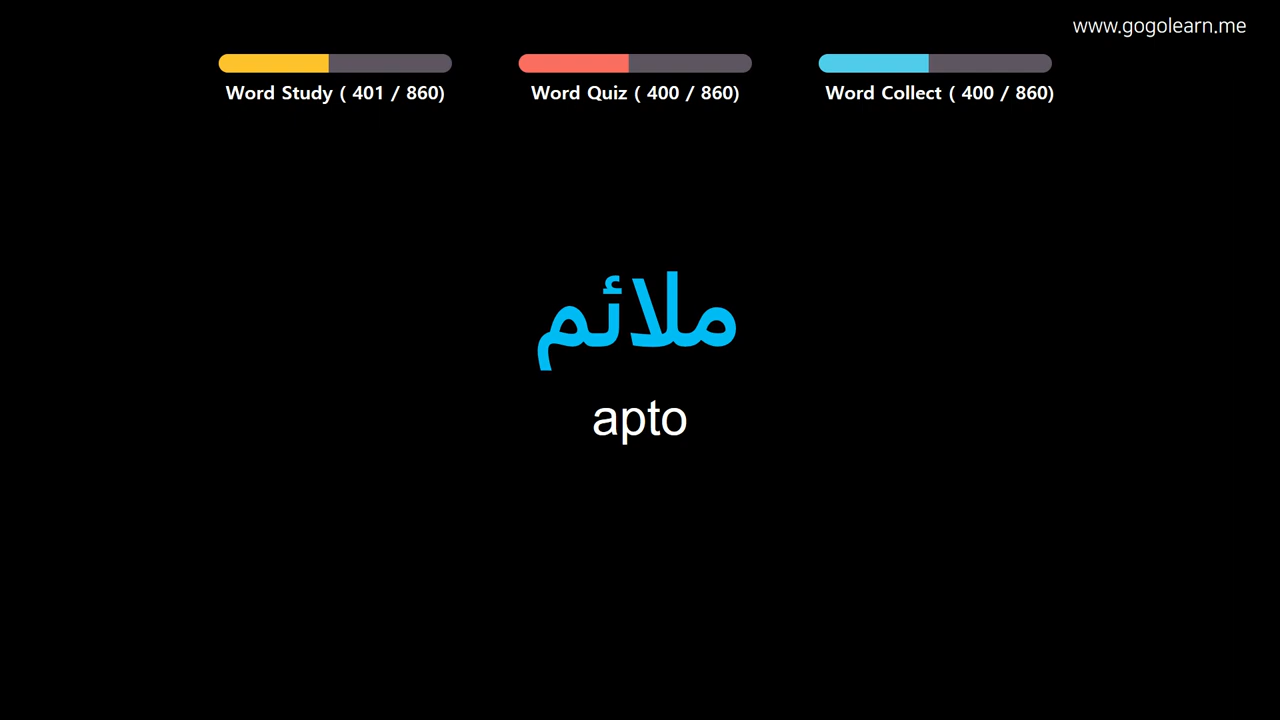 www.gogolearn.me
Word Study ( 401 / 860)
Word Quiz ( 400 / 860)
Word Collect ( 400 / 860)
ملائم
apto